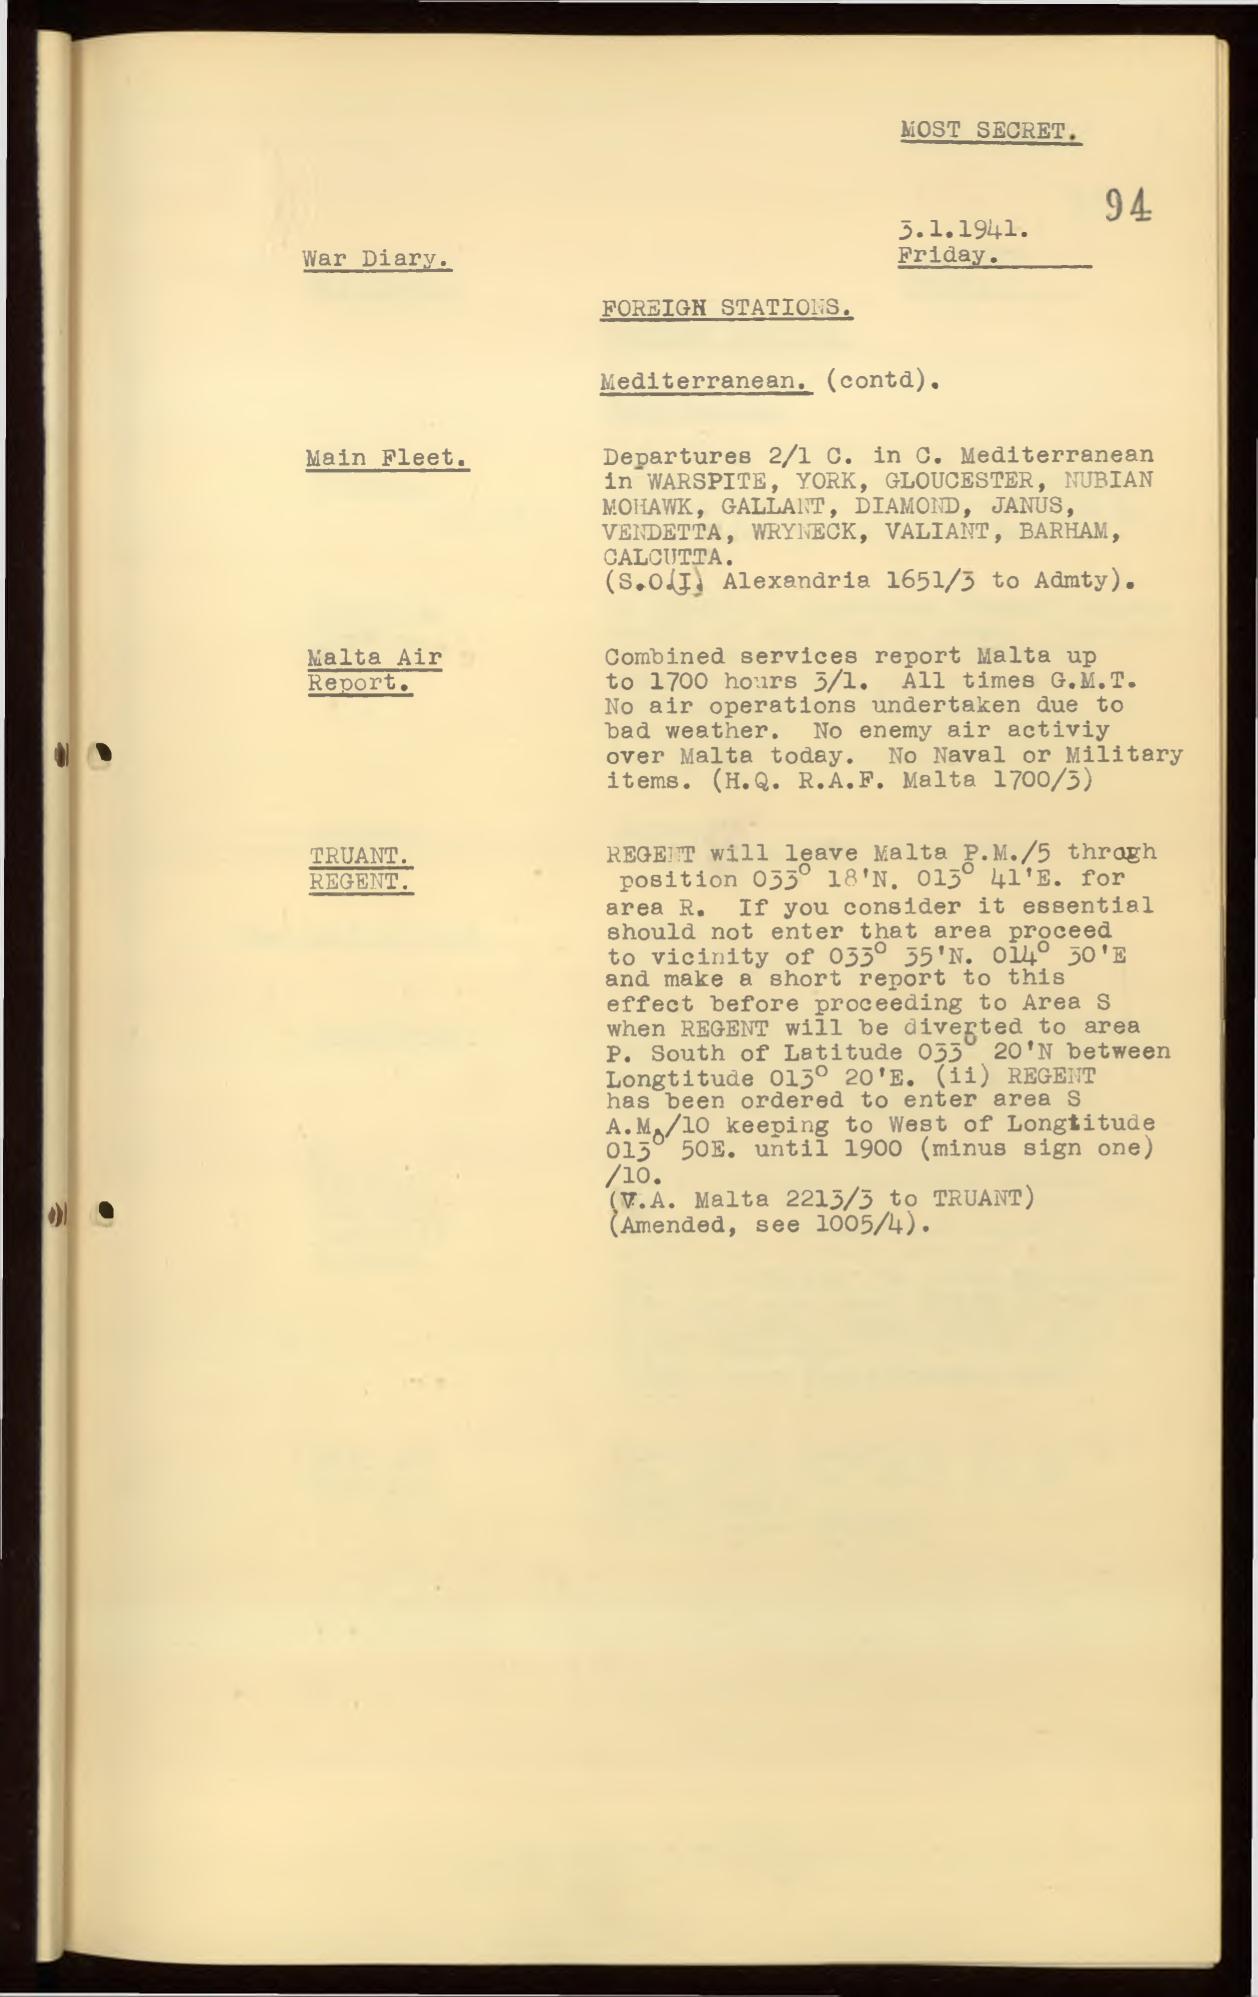 MOST SECRET.
94
3.1.1941.
War Diary.
Friday.
FOREIGN STATIONS.
Mediterranean. (contd).
Main Fleet.
Departures 2/1 C. in C. Mediterranean
in WARSPITE, YORK, GLOUCESTER, NUBIAN
MOHAWK, GALLANT, DIAMOND, JANUS,
VENDETTA, WRYNECK, VALIANT, BARHAM,
CALCUTTA.
(S.O.(I) Alexandria 1651/3 to Admty).
Malta Air
Report.
Combined services report Malta up
to 1700 hours 3/1. All times G.M.T.
No air operations undertaken due to
bad weather. No enemy air activiy
over Malta today. No Naval or Military
items. (H.Q. R.A.F. Malta 1700/3)
TRUANT.
REGENT.
REGENT will leave Malta P.M./5 through
position 033° 18'N. 013° 41'E. for
area R. If you consider it essential
should not enter that area proceed
to vicinity of 033° 35'N. 014° 30'E
and make a short report to this
effect before proceeding to Area S
when REGENT will be diverted to area
P. South of Latitude 033° 20'N between
Longtitude 013° 20'E. (ii) REGENT
has been ordered to enter area S
A.M./10 keeping to West of Longtitude
013° 50E. until 1900 (minus sign one)
/10.
(V.A. Malta 2213/3 to TRUANT)
(Amended, see 1005/4).